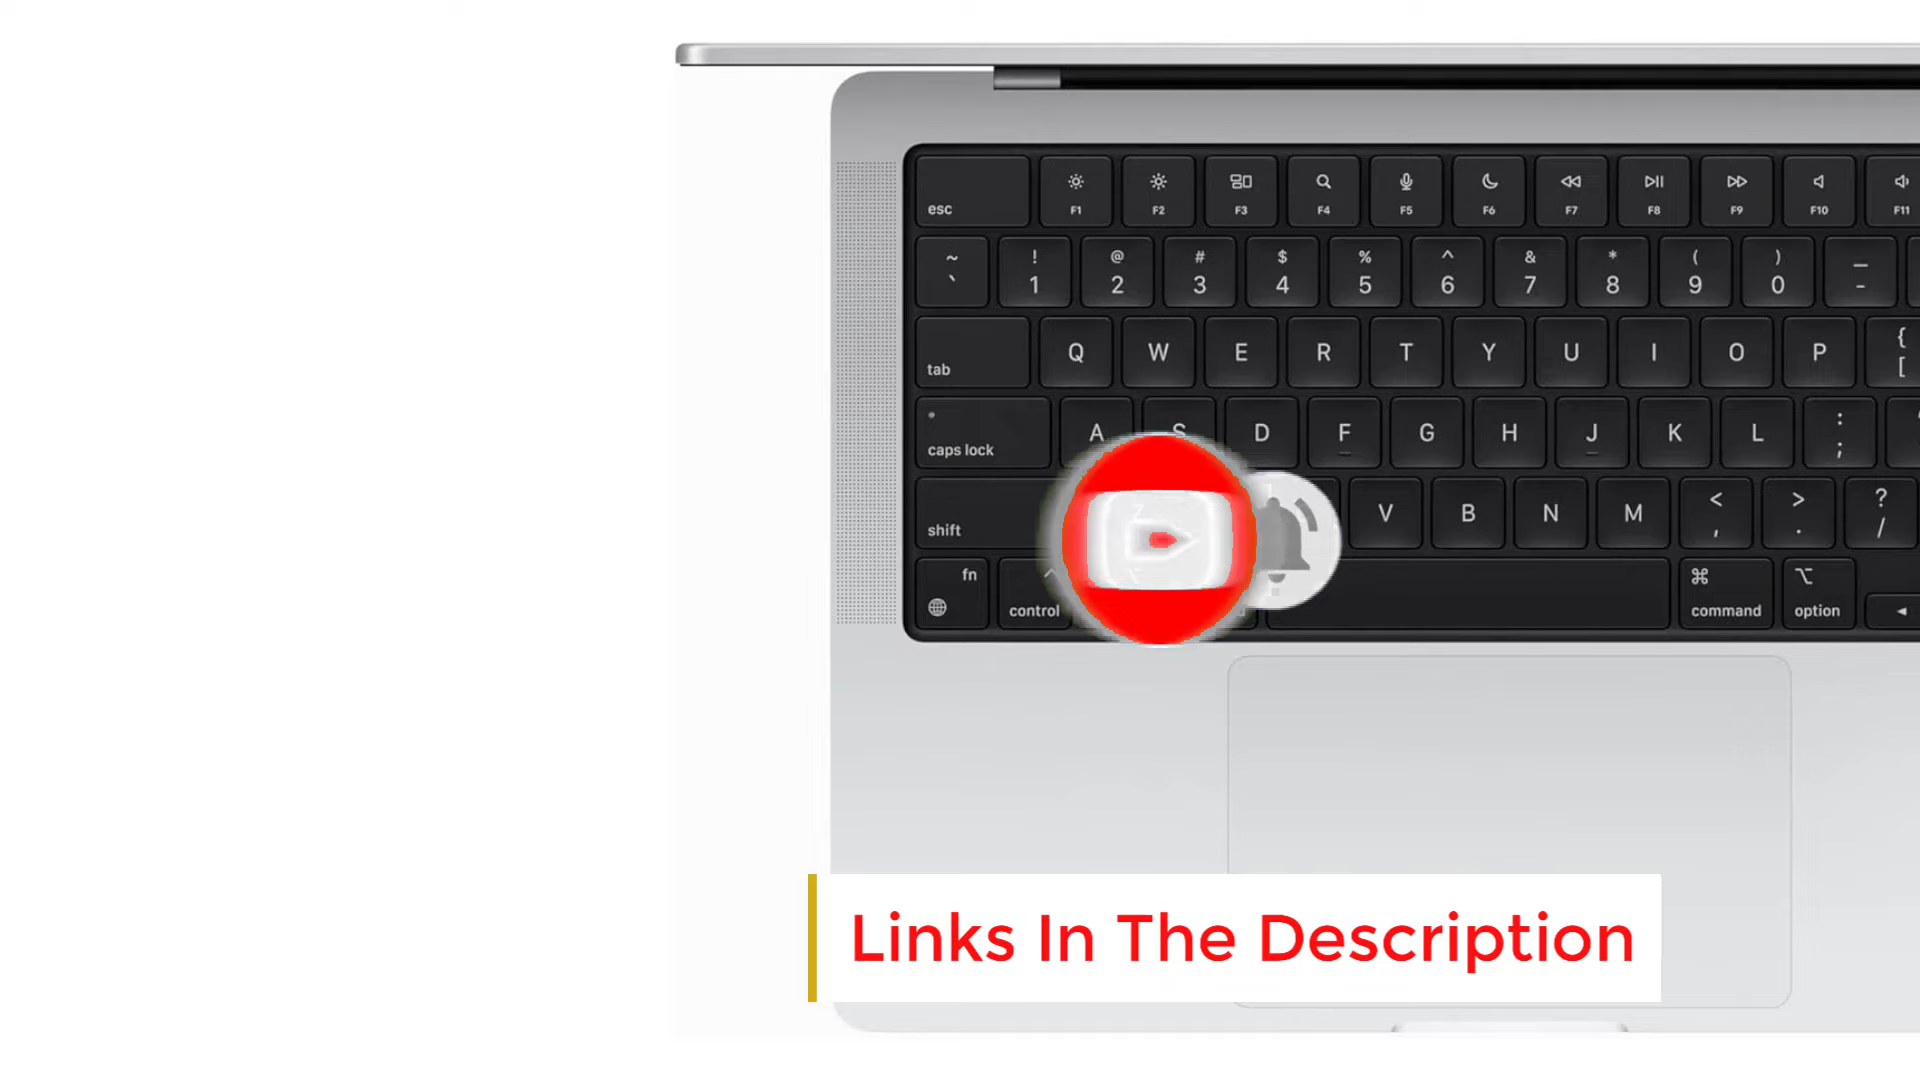 esc F1 F2 F3 F4 F5 F6 F7 F8 F9 F10 F11
~ ! @ # $ % ^ & * ( ) _
` 1 2 3 4 5 6 7 8 9 0 -
tab Q W E R T Y U I O P { [
caps lock A S D F G H J K L : ;
shift V B N M < , > . ? /
fn control ⌘ command ⌥ option
Links In The Description